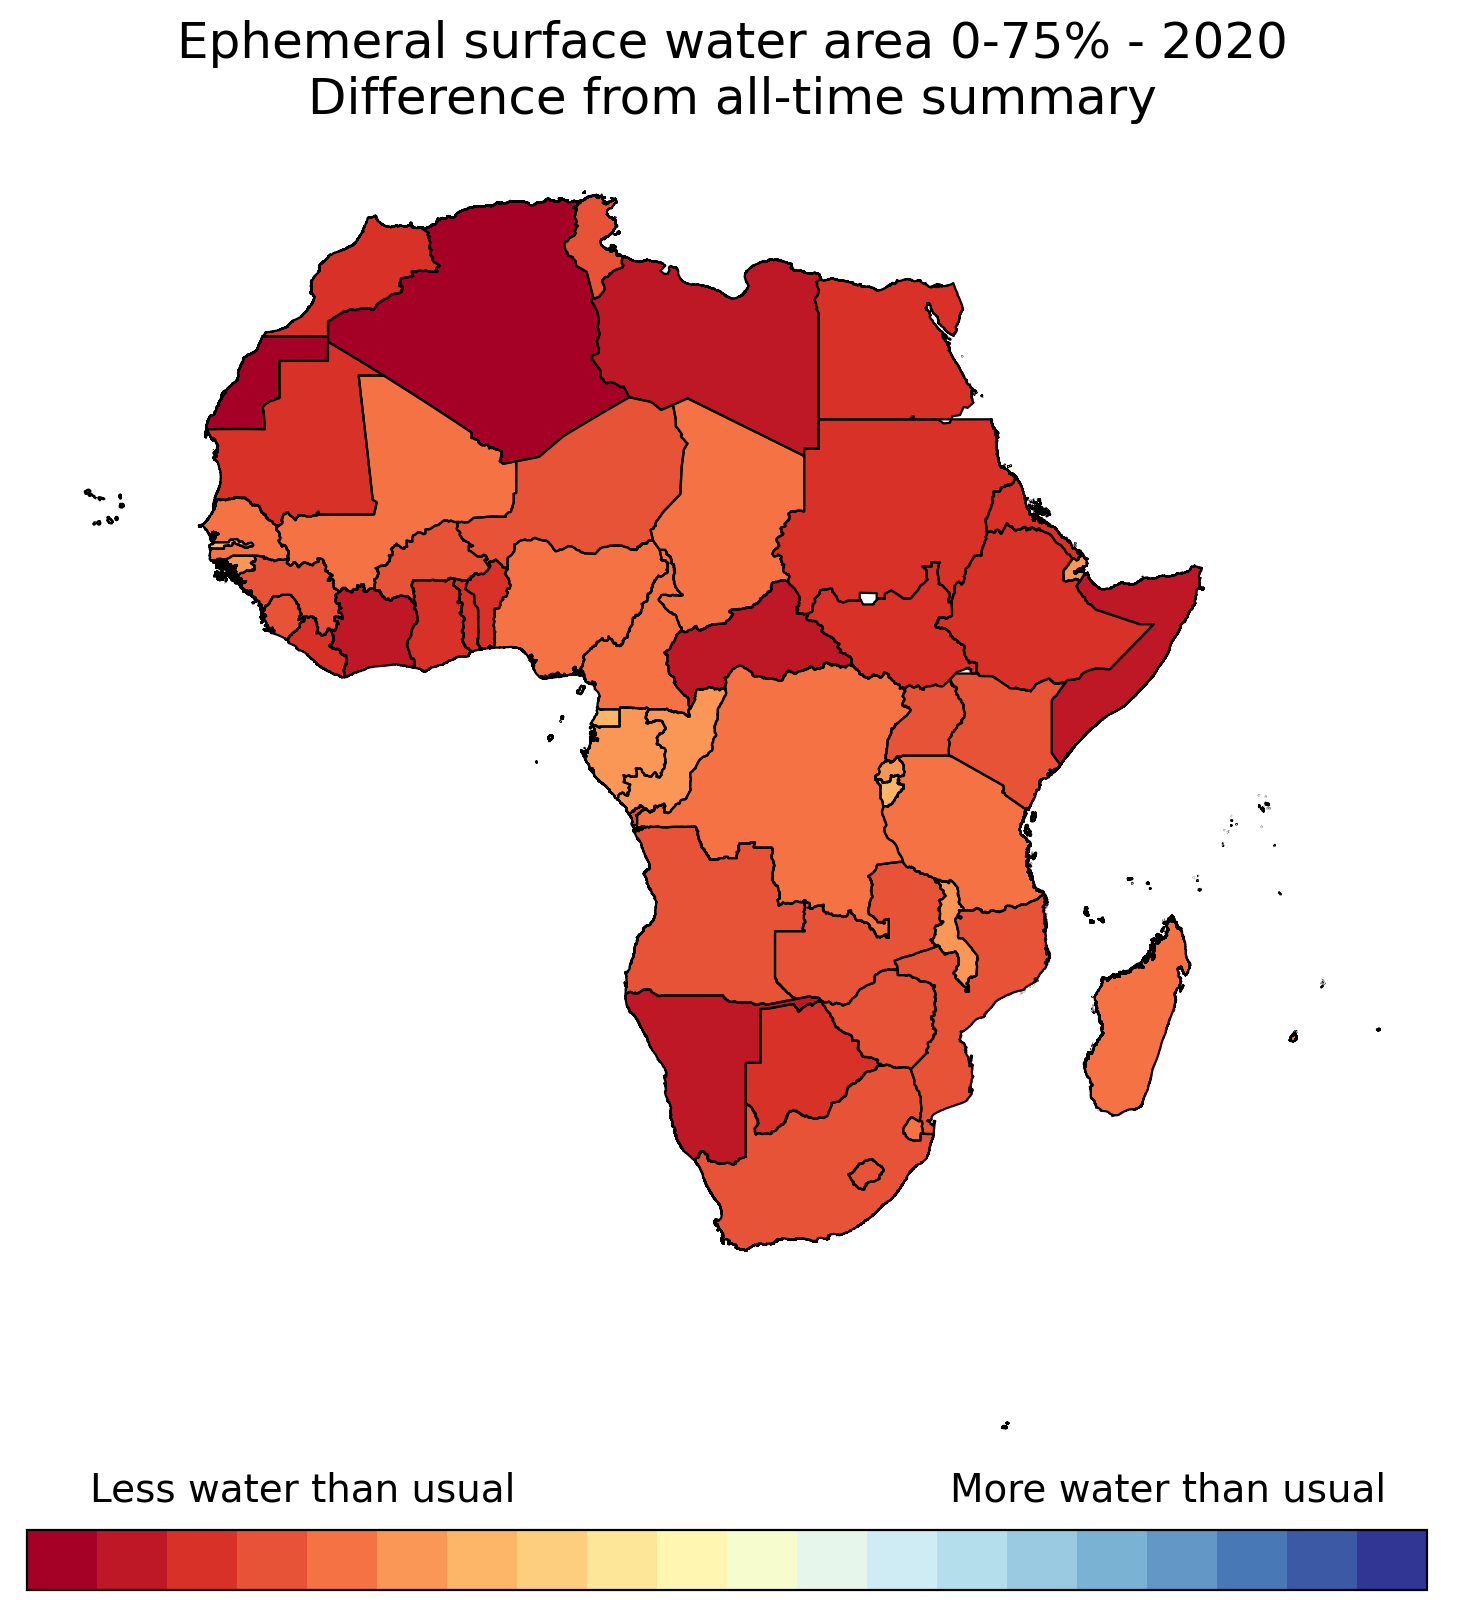 Ephemeral surface water area 0-75% - 2020
Difference from all-time summary
Less water than usual
More water than usual